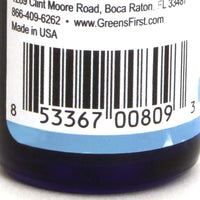 Clint Moore Road, Boca Raton, FL 33487
866-409-6262 • www.GreensFirst.com
Made in USA
8 53367 00809 3